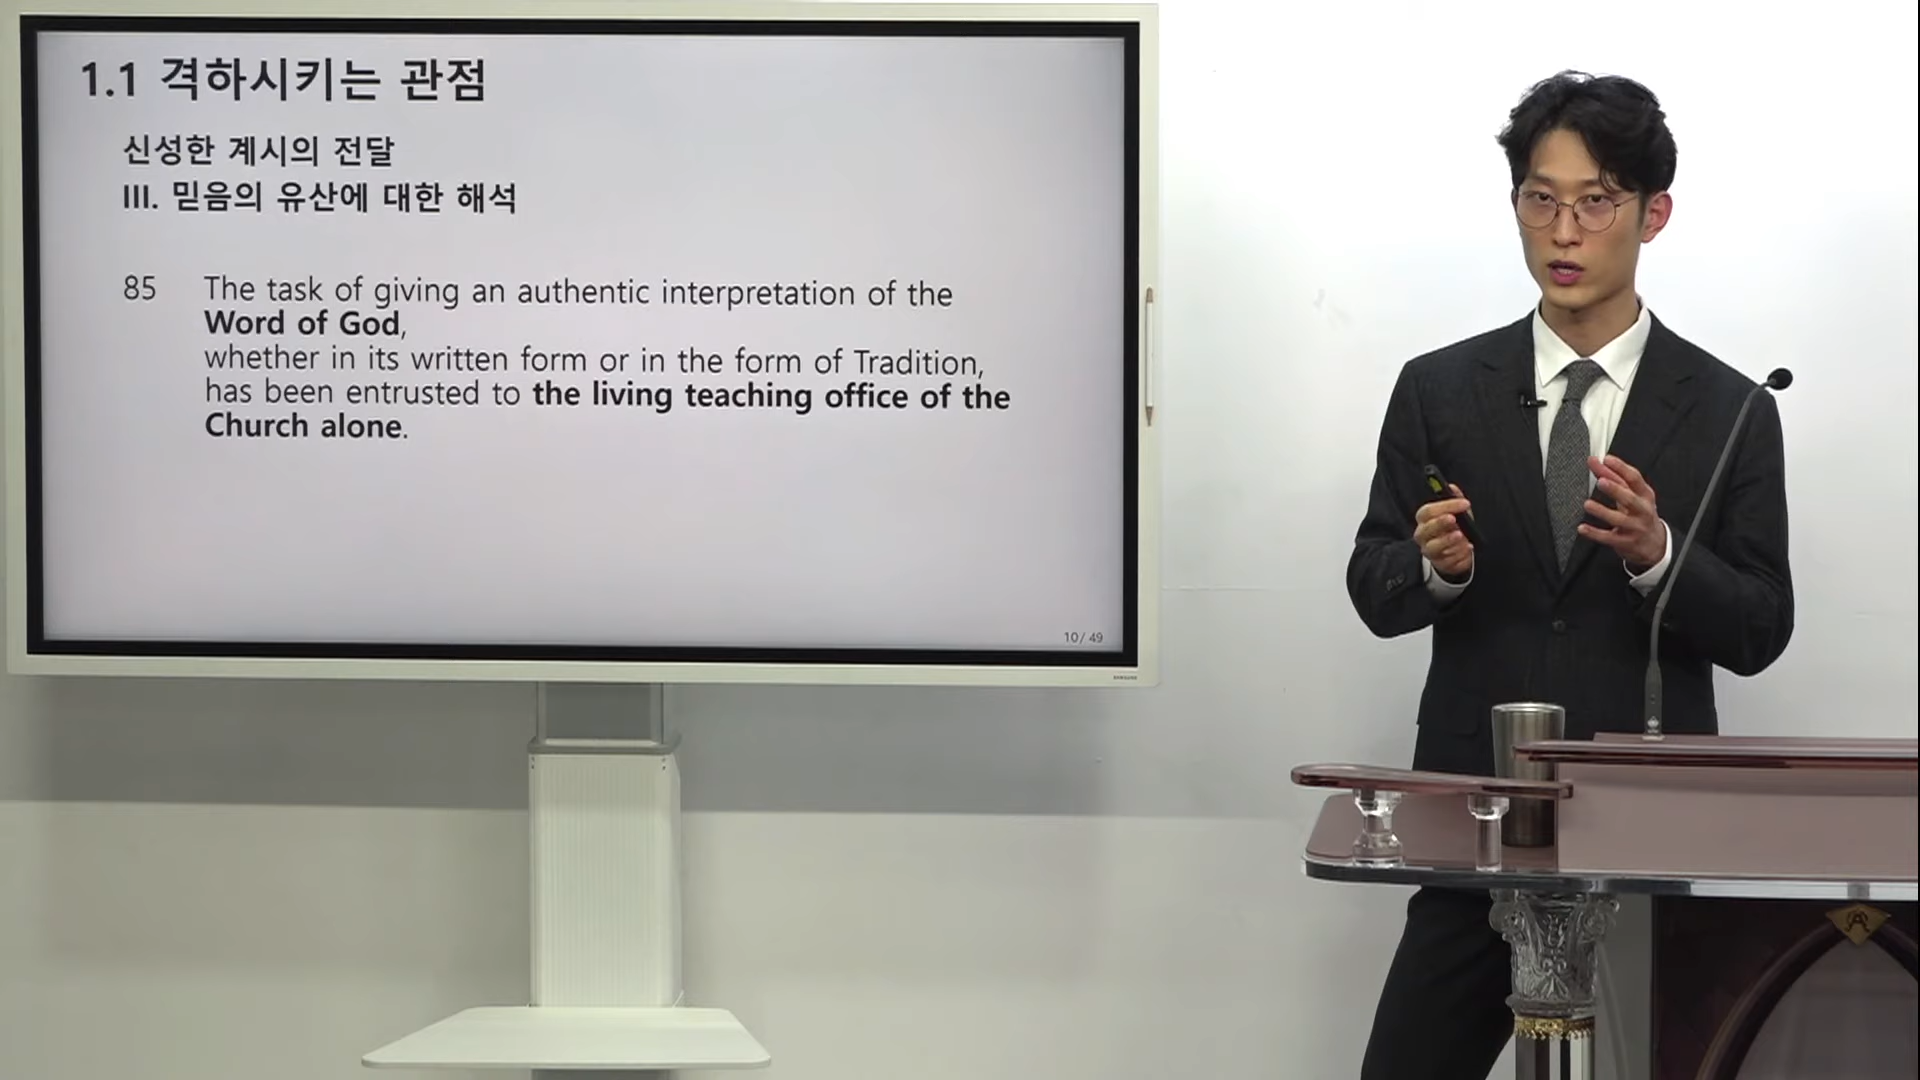 1.1 격하시키는 관점
신성한 계시의 전달
III. 믿음의 유산에 대한 해석
85 The task of giving an authentic interpretation of the
Word of God,
whether in its written form or in the form of Tradition,
has been entrusted to the living teaching office of the
Church alone.
10/ 49
SAMSUNG